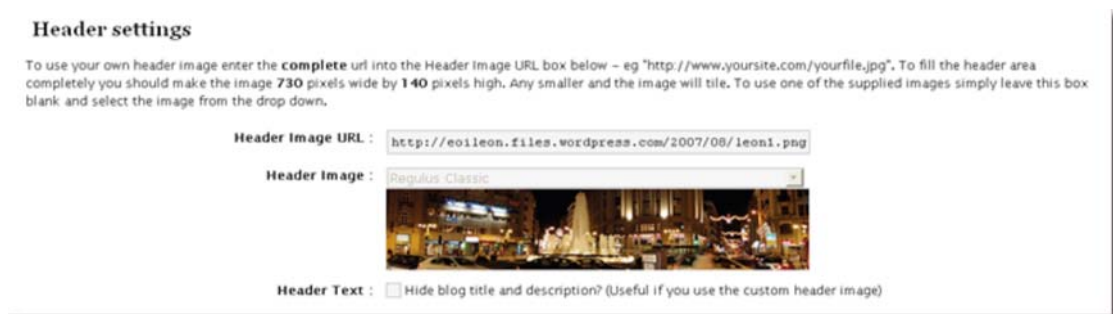 Header settings
To use your own header image enter the complete url into the Header Image URL box below – eg "http://www.yoursite.com/yourfile.jpg". To fill the header area
completely you should make the image 730 pixels wide by 140 pixels high. Any smaller and the image will tile. To use one of the supplied images simply leave this box
blank and select the image from the drop down.
Header Image URL : http://eoileon.files.wordpress.com/2007/08/leon1.png
Header Image : Regulus Classic
Header Text : Hide blog title and description? (Useful if you use the custom header image)